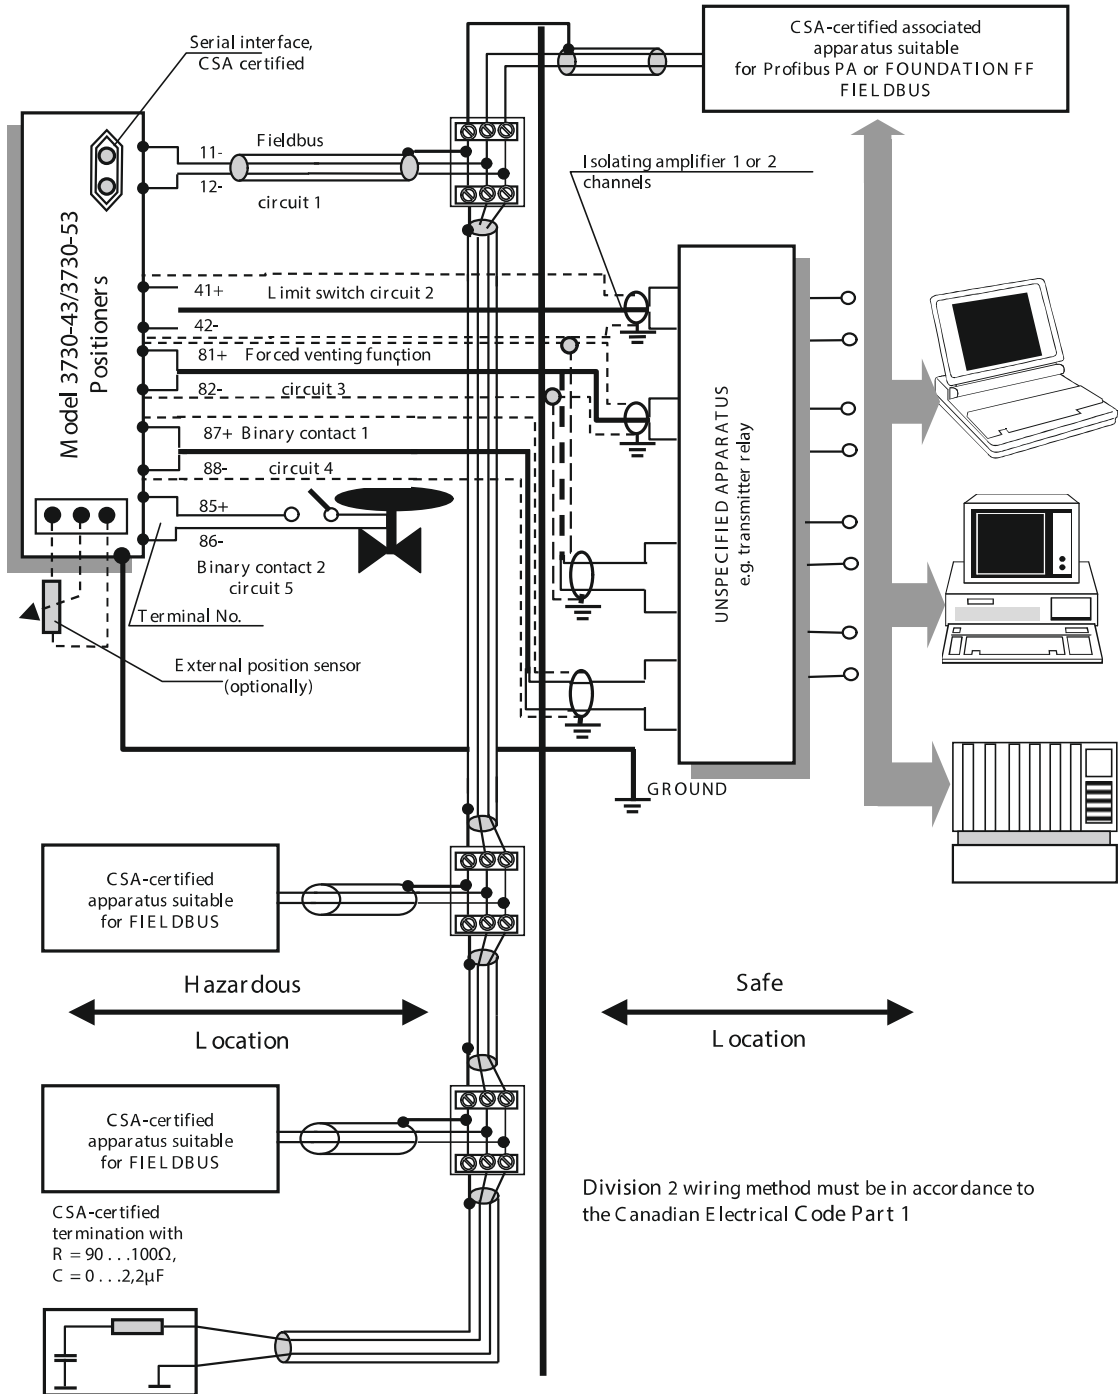 CSA-certified associated
apparatus suitable
for Profibus PA or FOUNDATION FF
FIELDBUS
Serial interface,
CSA certified
Fieldbus
11-
12-
circuit 1
Isolating amplifier 1 or 2
channels
Model 3730-43/3730-53
Positioners
41+ Limit switch circuit 2
42-
81+ Forced venting function
82- circuit 3
87+ Binary contact 1
88- circuit 4
85+
86-
Binary contact 2
circuit 5
Terminal No.
External position sensor
(optionally)
UNSPECIFIED APPARATUS
e.g. transmitter relay
GROUND
CSA-certified
apparatus suitable
for FIELDBUS
Hazardous
Location
Safe
Location
CSA-certified
apparatus suitable
for FIELDBUS
CSA-certified
termination with
R = 90 . . .100Ω,
C = 0 . . .2,2µF
Division 2 wiring method must be in accordance to
the Canadian Electrical Code Part 1